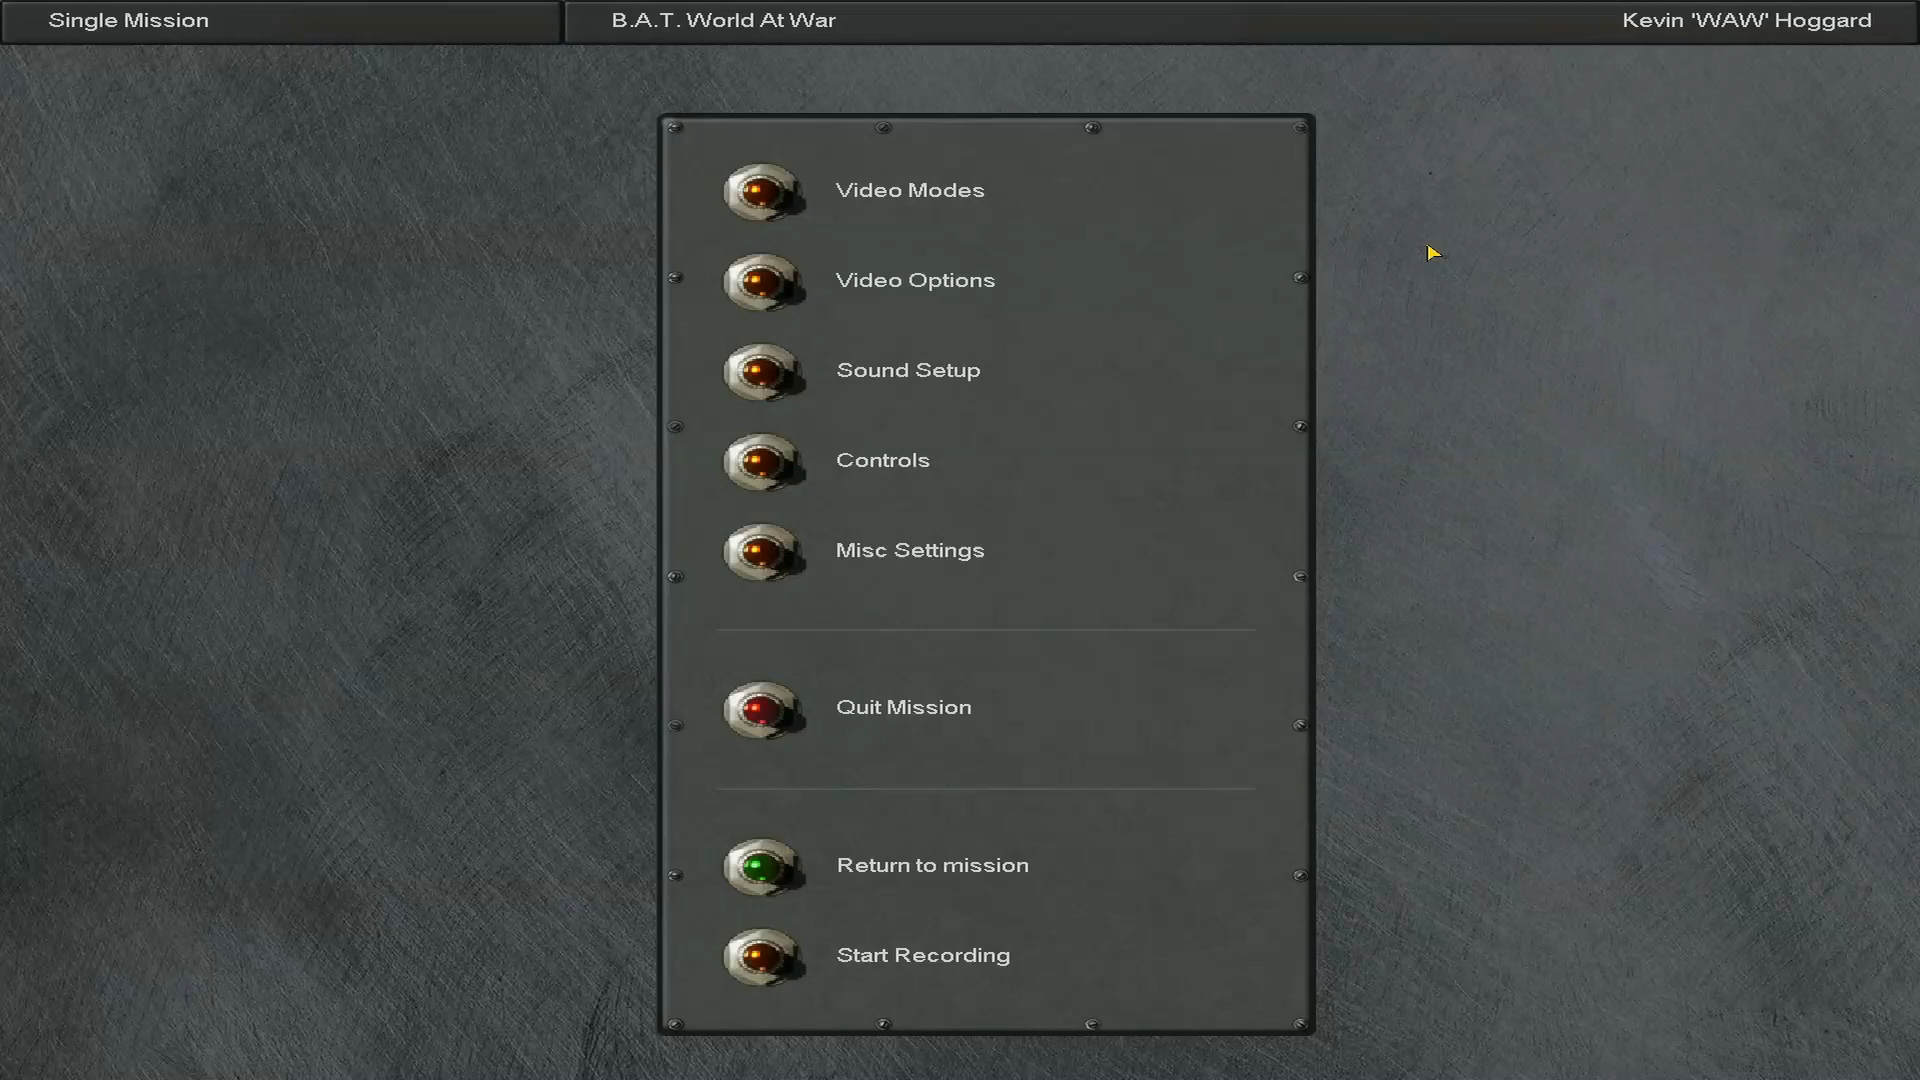 Single Mission
B.A.T. World At War
Kevin 'WAW' Hoggard
Video Modes
Video Options
Sound Setup
Controls
Misc Settings
Quit Mission
Return to mission
Start Recording